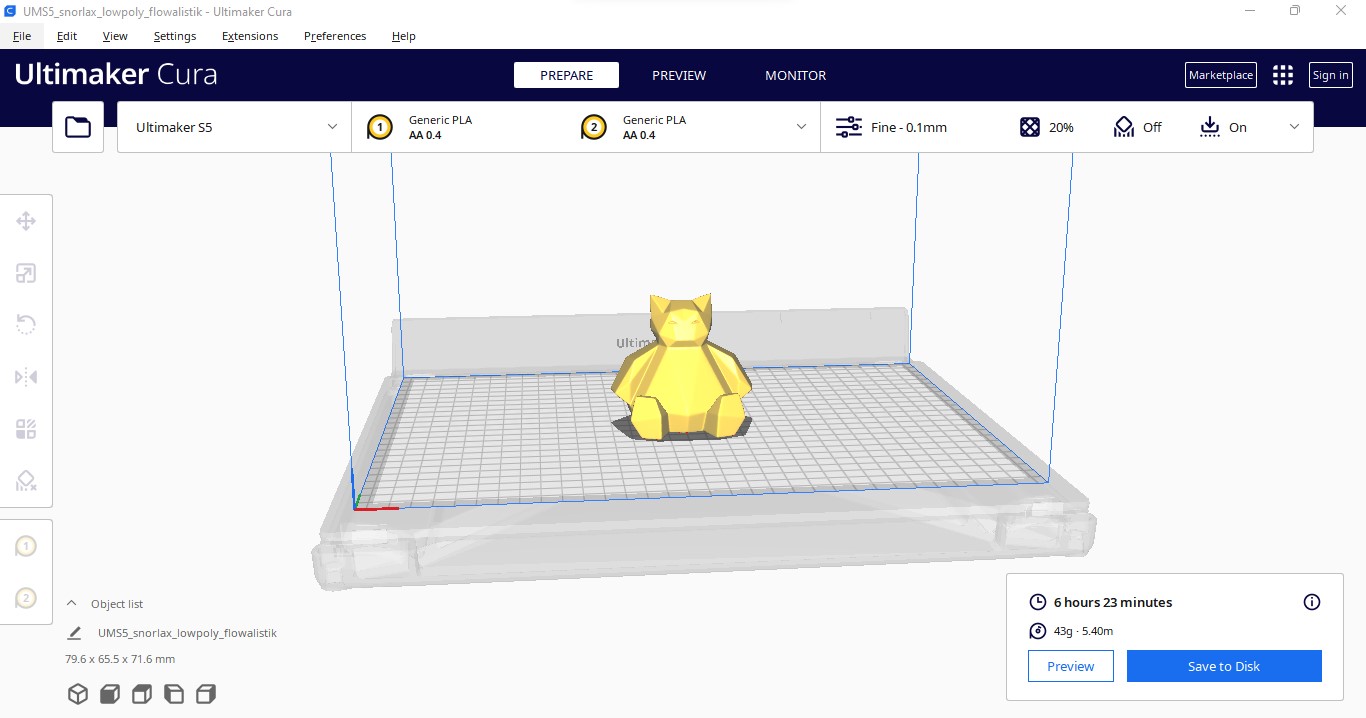 UMS5_snorlax_lowpoly_flowalistik - Ultimaker Cura
File Edit View Settings Extensions Preferences Help
Ultimaker Cura
PREPARE PREVIEW MONITOR
Marketplace Sign in
Ultimaker S5
1 Generic PLA
AA 0.4
2 Generic PLA
AA 0.4
Fine - 0.1mm 20% Off On
1
2
Object list
UMS5_snorlax_lowpoly_flowalistik
79.6 x 65.5 x 71.6 mm
6 hours 23 minutes
43g · 5.40m
Preview Save to Disk